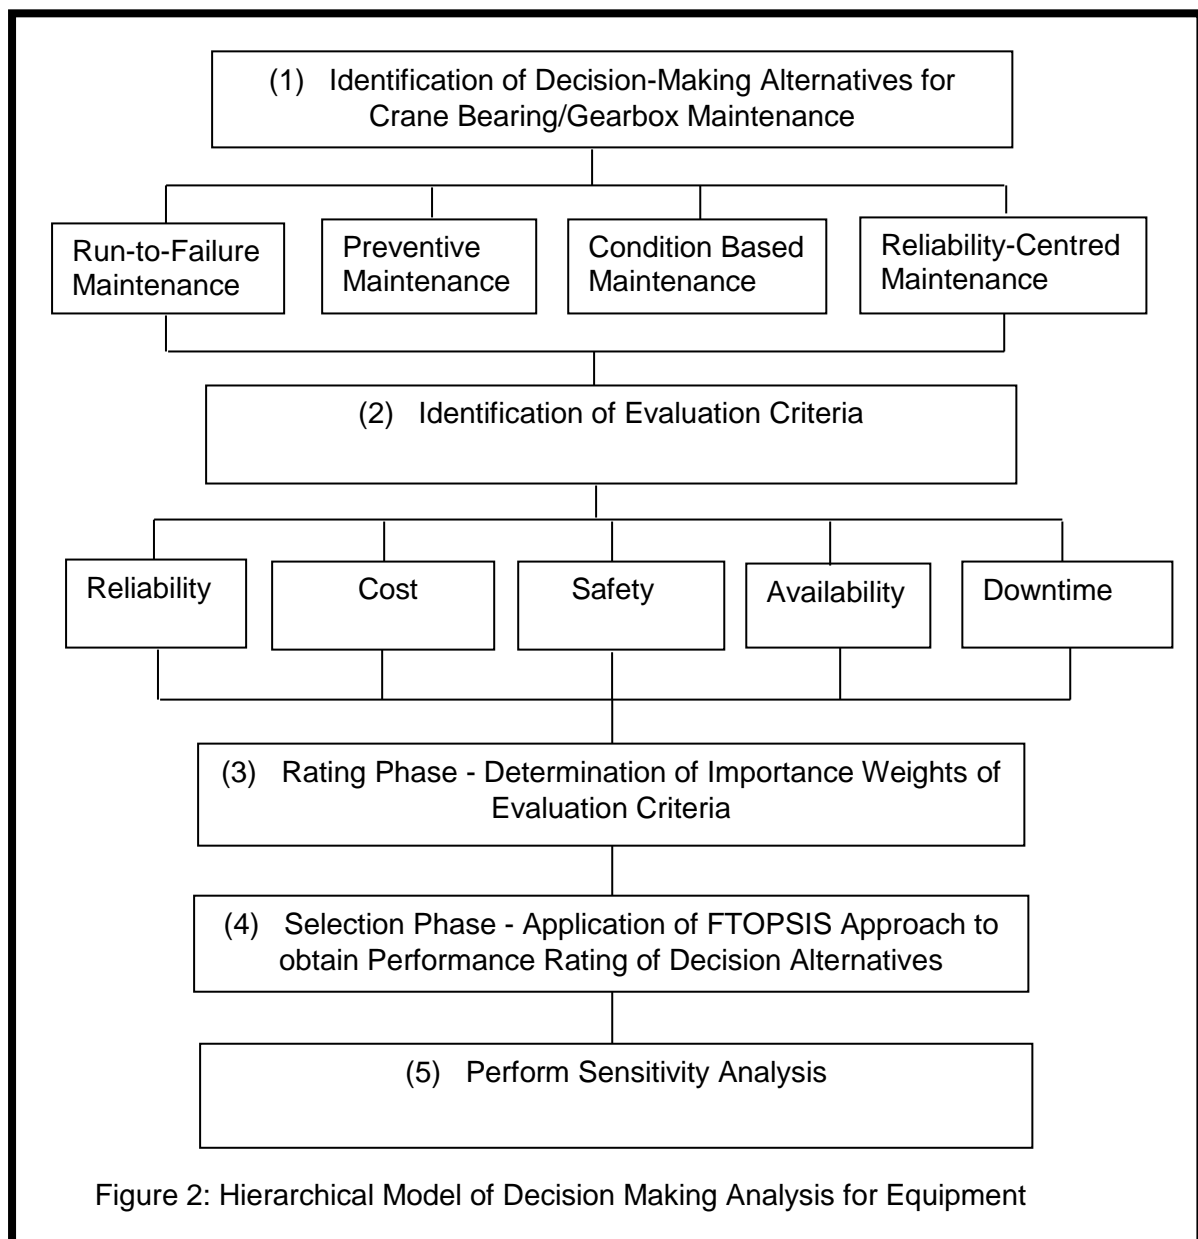 (1) Identification of Decision-Making Alternatives for
Crane Bearing/Gearbox Maintenance
Run-to-Failure
Maintenance
Preventive
Maintenance
Condition Based
Maintenance
Reliability-Centred
Maintenance
(2) Identification of Evaluation Criteria
Reliability
Cost
Safety
Availability
Downtime
(3) Rating Phase - Determination of Importance Weights of
Evaluation Criteria
(4) Selection Phase - Application of FTOPSIS Approach to
obtain Performance Rating of Decision Alternatives
(5) Perform Sensitivity Analysis
Figure 2: Hierarchical Model of Decision Making Analysis for Equipment